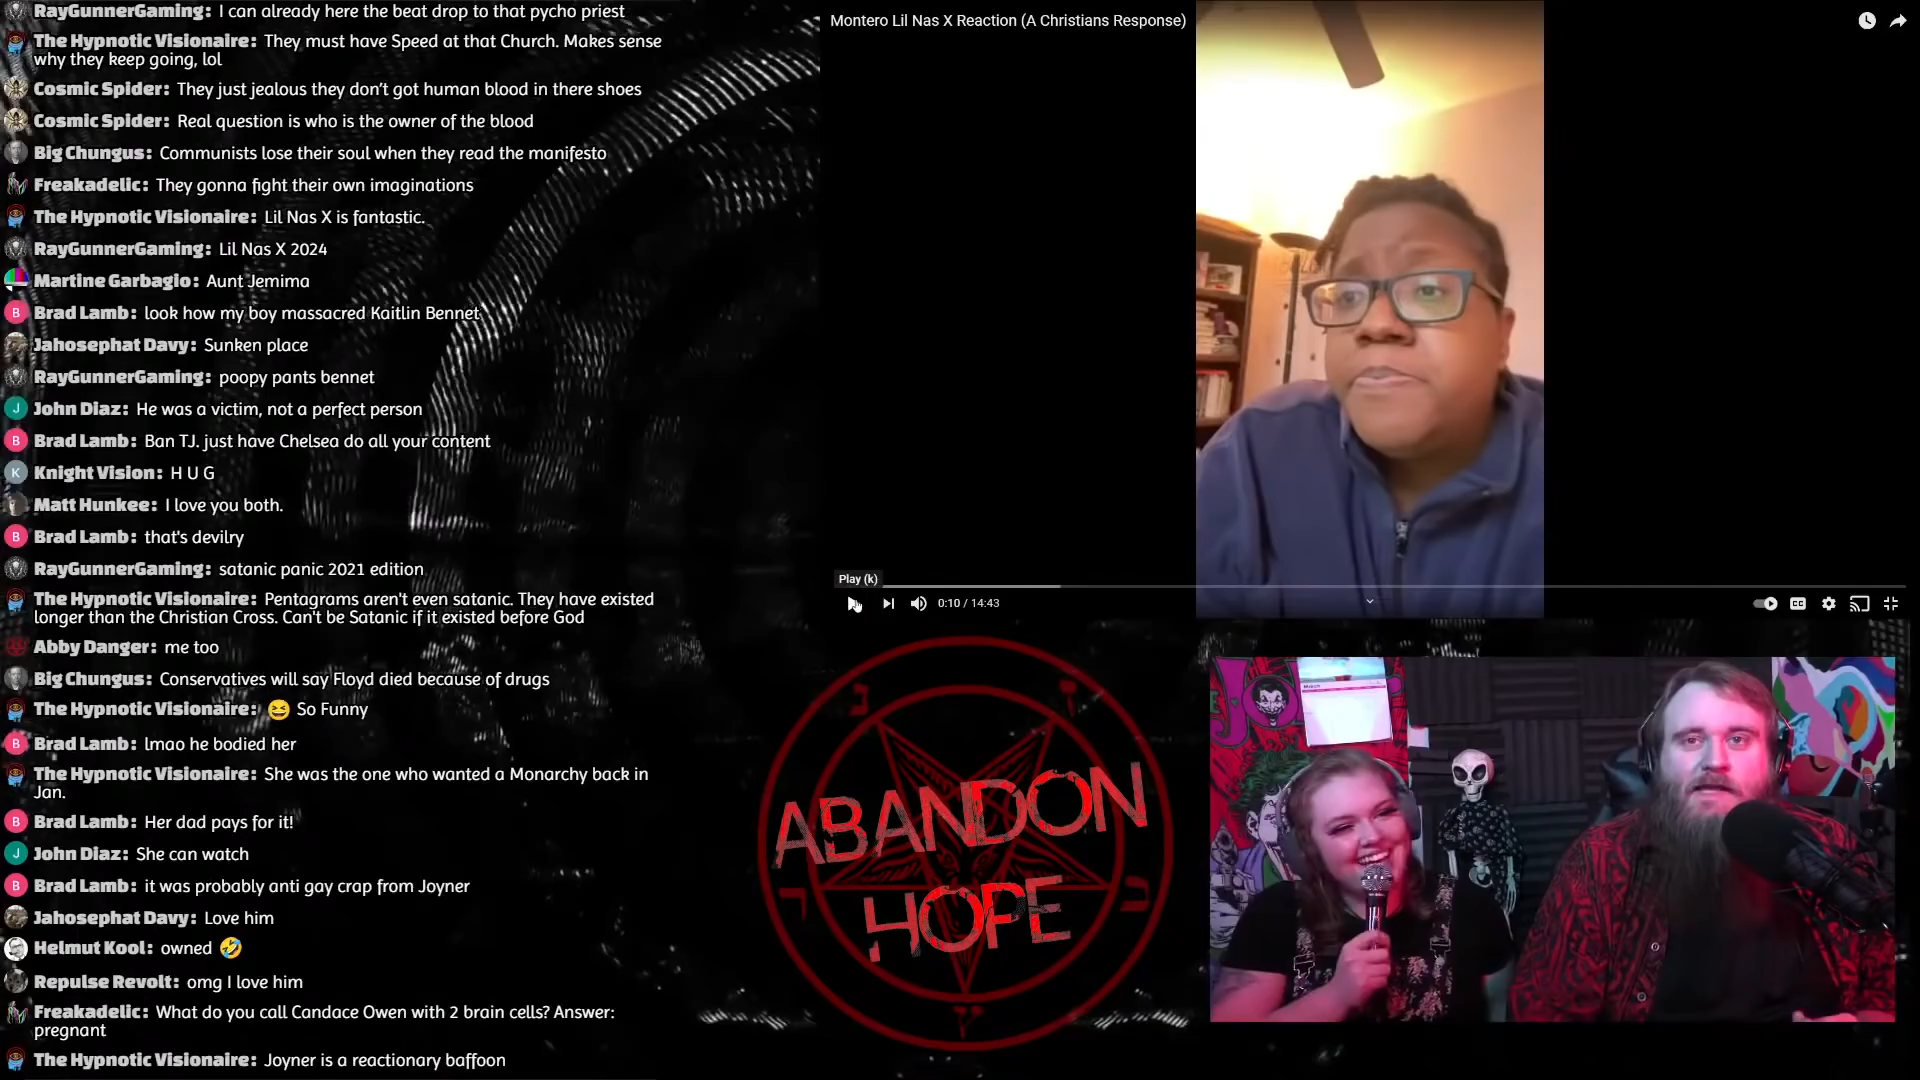 RayGunnerGaming: I can already here the beat drop to that pycho priest
The Hypnotic Visionaire: They must have Speed at that Church. Makes sense
why they keep going, lol
Cosmic Spider: They just jealous they don't got human blood in there shoes
Cosmic Spider: Real question is who is the owner of the blood
Big Chungus: Communists lose their soul when they read the manifesto
Freakadelic: They gonna fight their own imaginations
The Hypnotic Visionaire: Lil Nas X is fantastic.
RayGunnerGaming: Lil Nas X 2024
Martine Garbagio: Aunt Jemima
B Brad Lamb: look how my boy massacred Kaitlin Bennet
Jahosephat Davy: Sunken place
RayGunnerGaming: poopy pants bennet
J John Diaz: He was a victim, not a perfect person
B Brad Lamb: Ban TJ. just have Chelsea do all your content
K Knight Vision: H U G
Matt Hunkee: I love you both.
B Brad Lamb: that's devilry
RayGunnerGaming: satanic panic 2021 edition
The Hypnotic Visionaire: Pentagrams aren't even satanic. They have existed
longer than the Christian Cross. Can't be Satanic if it existed before God
Abby Danger: me too
Big Chungus: Conservatives will say Floyd died because of drugs
The Hypnotic Visionaire: 😆 So Funny
B Brad Lamb: lmao he bodied her
The Hypnotic Visionaire: She was the one who wanted a Monarchy back in
Jan.
B Brad Lamb: Her dad pays for it!
J John Diaz: She can watch
B Brad Lamb: it was probably anti gay crap from Joyner
Jahosephat Davy: Love him
Helmut Kool: owned 🤣
Repulse Revolt: omg I love him
Freakadelic: What do you call Candace Owen with 2 brain cells? Answer:
pregnant
The Hypnotic Visionaire: Joyner is a reactionary baffoon
Montero Lil Nas X Reaction (A Christians Response)
Play (k)
0:10 / 14:43
CC
ABANDON
HOPE